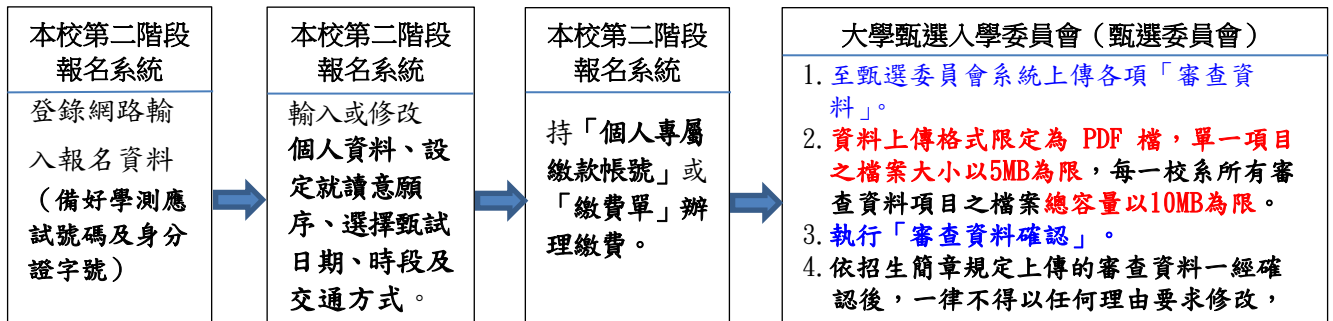 本校第二階段
報名系統
登錄網路輸
入報名資料
（備好學測應
試號碼及身分
證字號）
本校第二階段
報名系統
輸入或修改
個人資料、設
定就讀意願
序、選擇甄試
日期、時段及
交通方式。
本校第二階段
報名系統
持「個人專屬
繳款帳號」或
「繳費單」辦
理繳費。
大學甄選入學委員會（甄選委員會）
1.至甄選委員會系統上傳各項「審查資
料」。
2.資料上傳格式限定為 PDF 檔，單一項目
之檔案大小以5MB為限，每一校系所有審
查資料項目之檔案總容量以10MB為限。
3.執行「審查資料確認」。
4.依招生簡章規定上傳的審查資料一經確
認後，一律不得以任何理由要求修改，